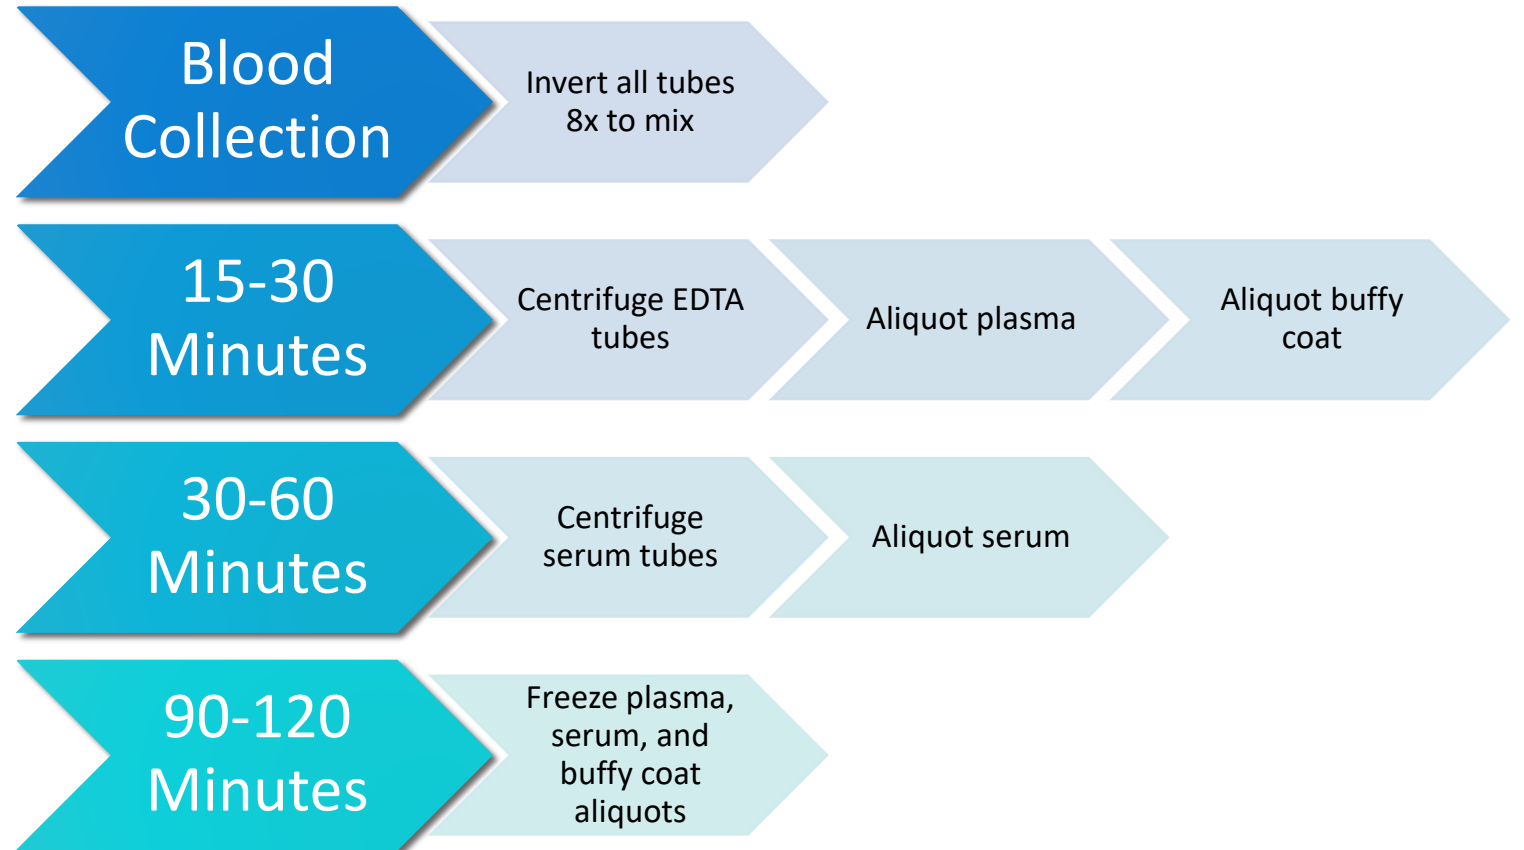 Blood
Collection
Invert all tubes
8x to mix
15-30
Minutes
Centrifuge EDTA
tubes
Aliquot plasma
Aliquot buffy
coat
30-60
Minutes
Centrifuge
serum tubes
Aliquot serum
90-120
Minutes
Freeze plasma,
serum, and
buffy coat
aliquots